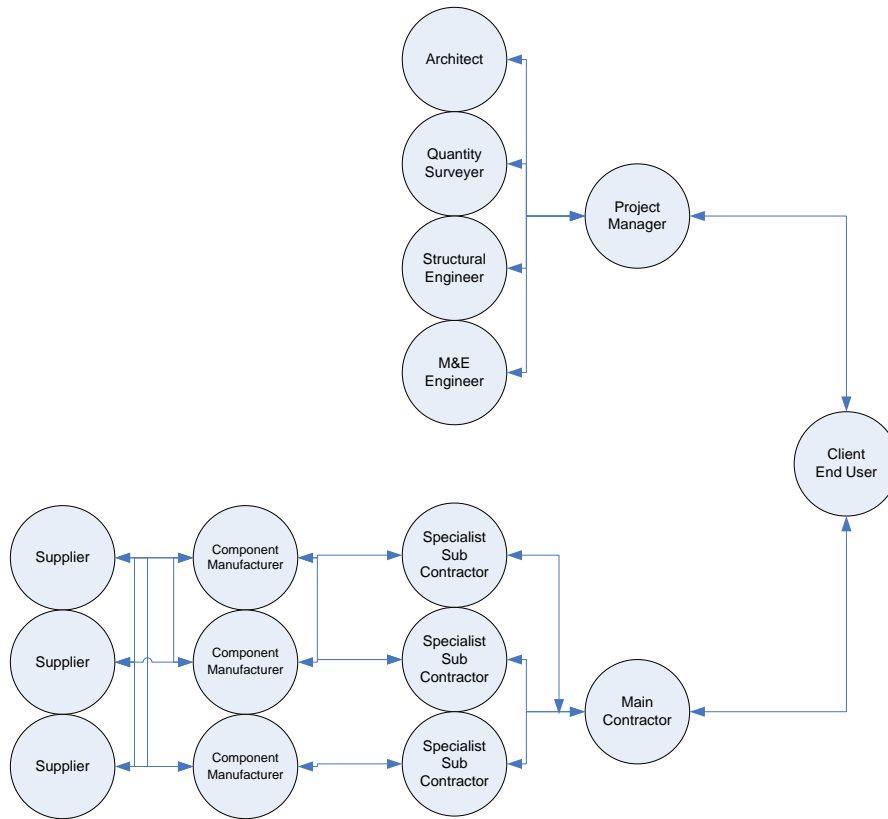 Architect
Quantity
Surveyer
Project
Manager
Structural
Engineer
M&E
Engineer
Client
End User
Supplier
Component
Manufacturer
Specialist
Sub
Contractor
Supplier
Component
Manufacturer
Specialist
Sub
Contractor
Main
Contractor
Supplier
Component
Manufacturer
Specialist
Sub
Contractor